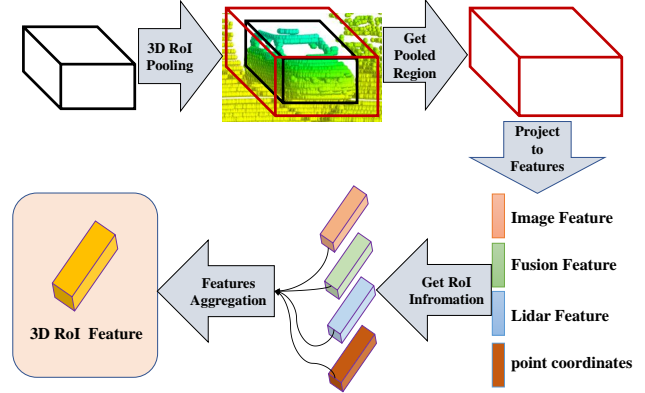 3D RoI
Pooling
Get
Pooled
Region
Project
to
Features
Image Feature
Fusion Feature
Lidar Feature
point coordinates
Get RoI
Infromation
Features
Aggregation
3D RoI Feature